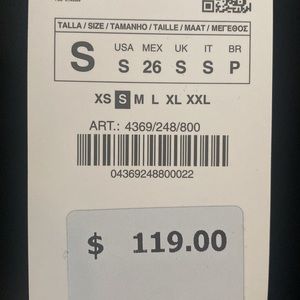 TALLA / SIZE / TAMANHO / TAILLE / MAAT / ΜΕΓΕΘΟΣ
S
USA MEX UK IT BR
S 26 S S P
XS S M L XL XXL
ART.: 4369/248/800
04369248800022
$ 119.00